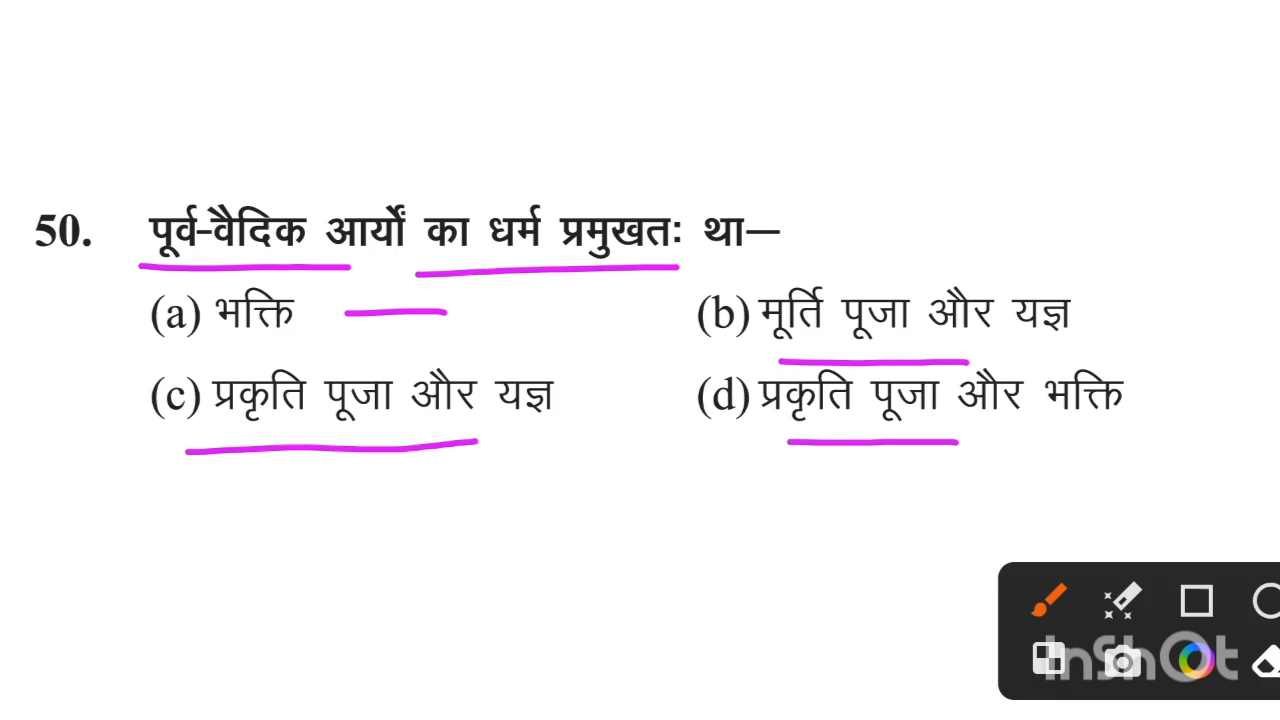 50. पूर्व-वैदिक आर्यों का धर्म प्रमुखतः था—
(a) भक्ति (b) मूर्ति पूजा और यज्ञ
(c) प्रकृति पूजा और यज्ञ (d) प्रकृति पूजा और भक्ति
InShOt